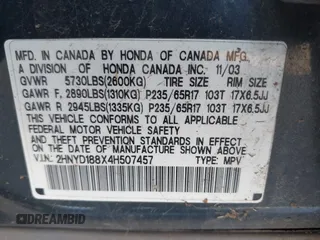 MFD. IN CANADA BY HONDA OF CANADA MFG.
A DIVISION OF HONDA CANADA INC. 11/03
GVWR 5730LBS(2600KG) TIRE SIZE RIM SIZE
GAWR F. 2890LBS(1310KG) P235/65R17 103T 17X6.5JJ
GAWR R 2945LBS(1335KG) P235/65R17 103T 17X6.5JJ
THIS VEHICLE CONFORMS TO ALL APPLICABLE
FEDERAL MOTOR VEHICLE SAFETY AND
THEFT PREVENTION STANDARDS IN EFFECT ON
THE DATE OF MANUFACTURE SHOWN ABOVE
V.I.N.: 2HNYD188X4H507457 TYPE: MPV
DREAMBID